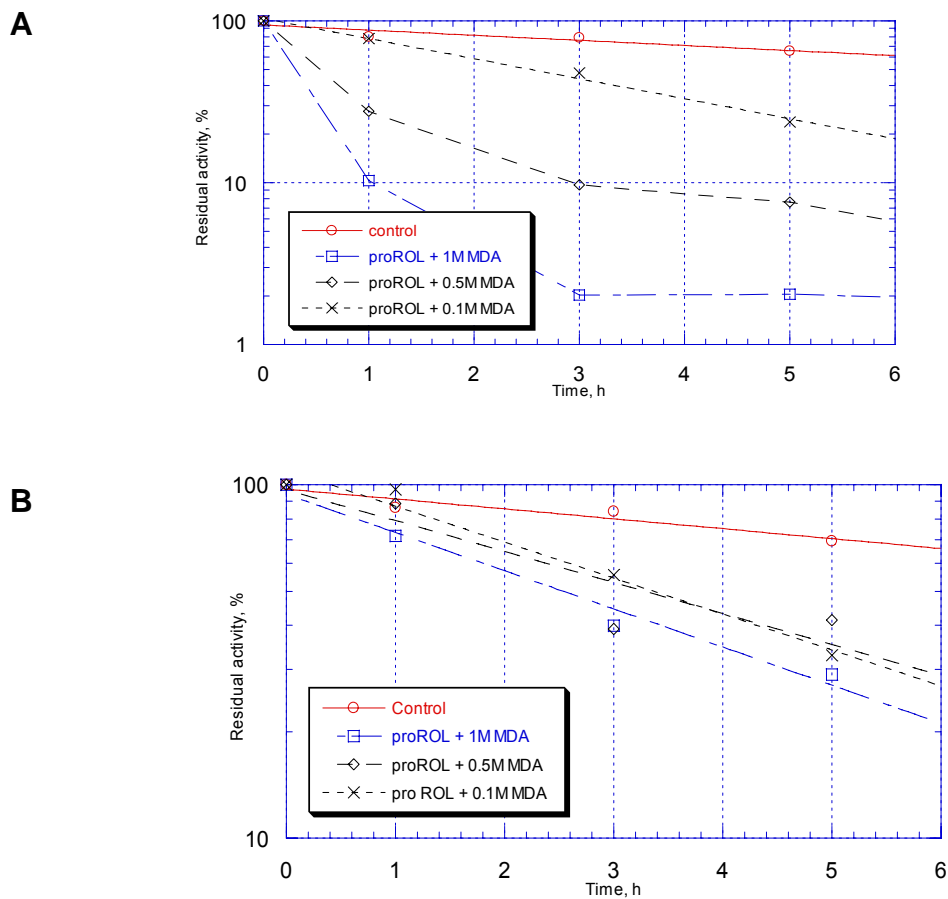 A
100
10
1
Residual activity, %
control
proROL + 1M MDA
proROL + 0.5M MDA
proROL + 0.1M MDA
0 1 2 3 4 5 6
Time, h
B
100
10
Residual activity, %
Control
proROL + 1M MDA
proROL + 0.5M MDA
pro ROL + 0.1M MDA
0 1 2 3 4 5 6
Time, h